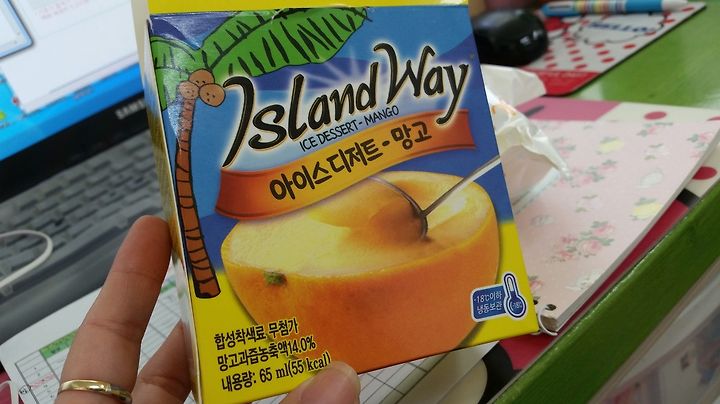 Island Way
ICE DESSERT - MANGO
아이스디저트 - 망고
-18℃이하
냉동보관
합성착색료 무첨가
망고과즙농축액14.0%
내용량: 65 ml(55 kcal)